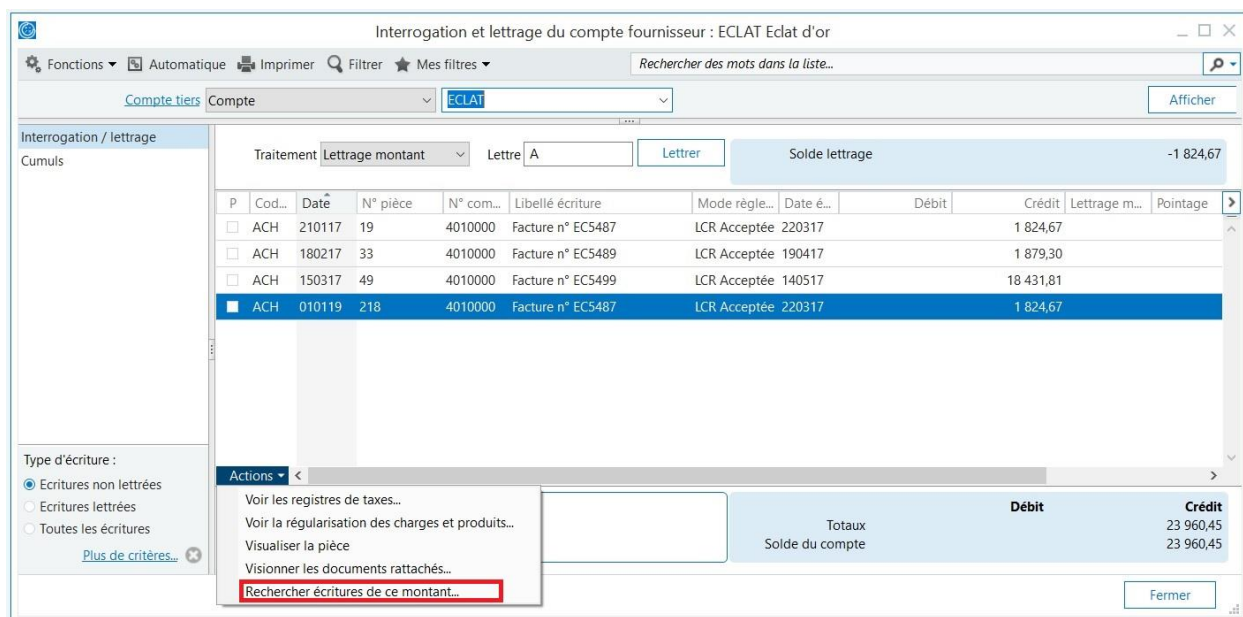 Interrogation et lettrage du compte fournisseur : ECLAT Eclat d'or
Fonctions Automatique Imprimer Filtrer Mes filtres Rechercher des mots dans la liste...
Compte tiers Compte ECLAT Afficher
Interrogation / lettrage
Cumuls
Traitement Lettrage montant Lettre A Lettrer Solde lettrage -1 824,67
P Cod... Date N° pièce N° com... Libellé écriture Mode règle... Date é... Débit Crédit Lettrage m... Pointage
ACH 210117 19 4010000 Facture n° EC5487 LCR Acceptée 220317 1 824,67
ACH 180217 33 4010000 Facture n° EC5489 LCR Acceptée 190417 1 879,30
ACH 150317 49 4010000 Facture n° EC5499 LCR Acceptée 140517 18 431,81
ACH 010119 218 4010000 Facture n° EC5487 LCR Acceptée 220317 1 824,67
Type d'écriture :
Ecritures non lettrées
Ecritures lettrées
Toutes les écritures
Plus de critères...
Actions
Voir les registres de taxes...
Voir la régularisation des charges et produits...
Visualiser la pièce
Visionner les documents rattachés...
Rechercher écritures de ce montant...
Débit Crédit
Totaux 23 960,45
Solde du compte 23 960,45
Fermer